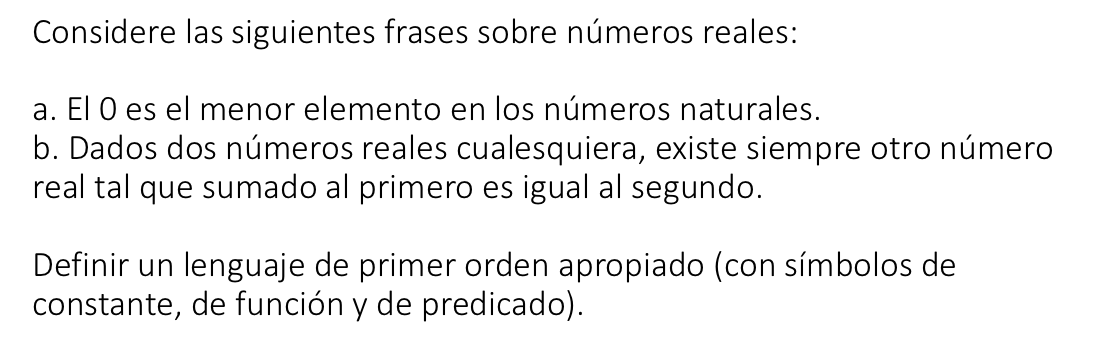 Considere las siguientes frases sobre números reales:
a. El 0 es el menor elemento en los números naturales.
b. Dados dos números reales cualesquiera, existe siempre otro número
real tal que sumado al primero es igual al segundo.
Definir un lenguaje de primer orden apropiado (con símbolos de
constante, de función y de predicado).